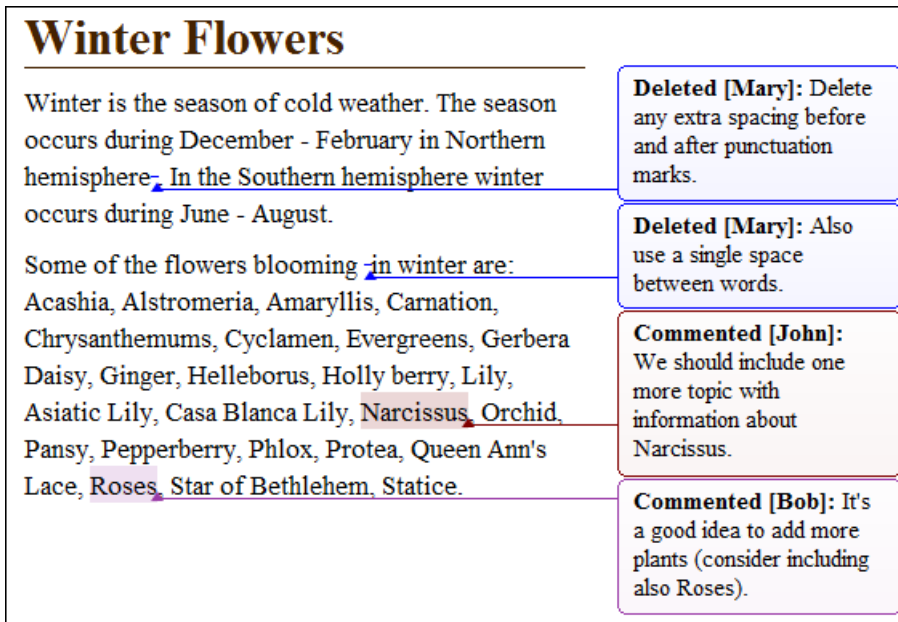 Winter Flowers
Winter is the season of cold weather. The season
occurs during December - February in Northern
hemisphere . In the Southern hemisphere winter
occurs during June - August.
Some of the flowers blooming  in winter are:
Acashia, Alstromeria, Amaryllis, Carnation,
Chrysanthemums, Cyclamen, Evergreens, Gerbera
Daisy, Ginger, Helleborus, Holly berry, Lily,
Asiatic Lily, Casa Blanca Lily, Narcissus, Orchid,
Pansy, Pepperberry, Phlox, Protea, Queen Ann's
Lace, Roses, Star of Bethlehem, Statice.
Deleted [Mary]: Delete
any extra spacing before
and after punctuation
marks.
Deleted [Mary]: Also
use a single space
between words.
Commented [John]:
We should include one
more topic with
information about
Narcissus.
Commented [Bob]: It's
a good idea to add more
plants (consider including
also Roses).